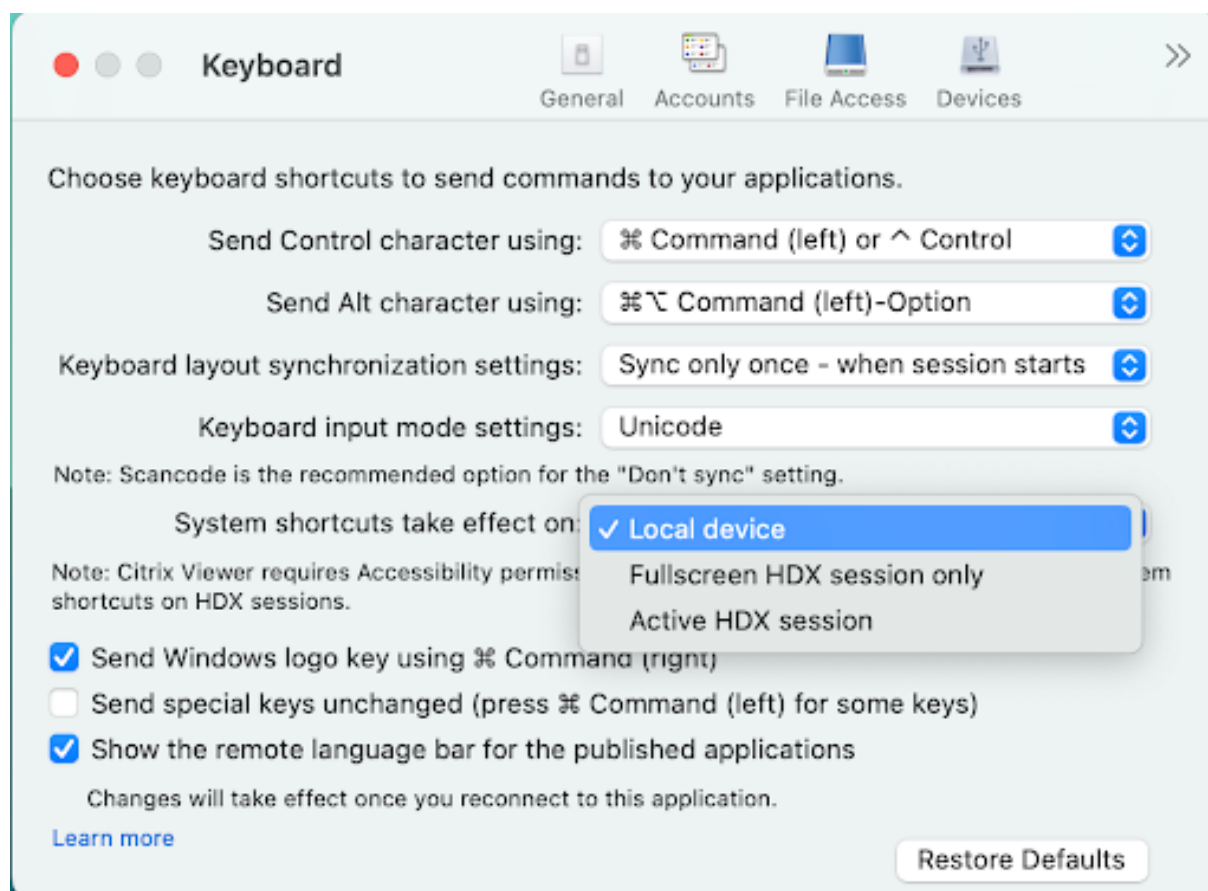 Keyboard
General
Accounts
File Access
Devices
Choose keyboard shortcuts to send commands to your applications.
Send Control character using: ⌘ Command (left) or ^ Control
Send Alt character using: ⌘⌥ Command (left)-Option
Keyboard layout synchronization settings: Sync only once - when session starts
Keyboard input mode settings: Unicode
Note: Scancode is the recommended option for the "Don't sync" setting.
System shortcuts take effect on: ✓ Local device
Fullscreen HDX session only
Active HDX session
Note: Citrix Viewer requires Accessibility
shortcuts on HDX sessions.
Send Windows logo key using ⌘ Command (right)
Send special keys unchanged (press ⌘ Command (left) for some keys)
Show the remote language bar for the published applications
Changes will take effect once you reconnect to this application.
Learn more
Restore Defaults